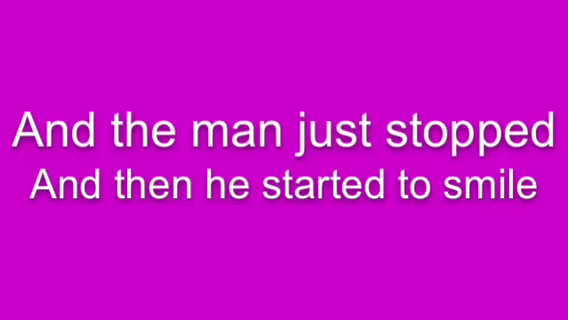 And the man just stopped
And then he started to smile